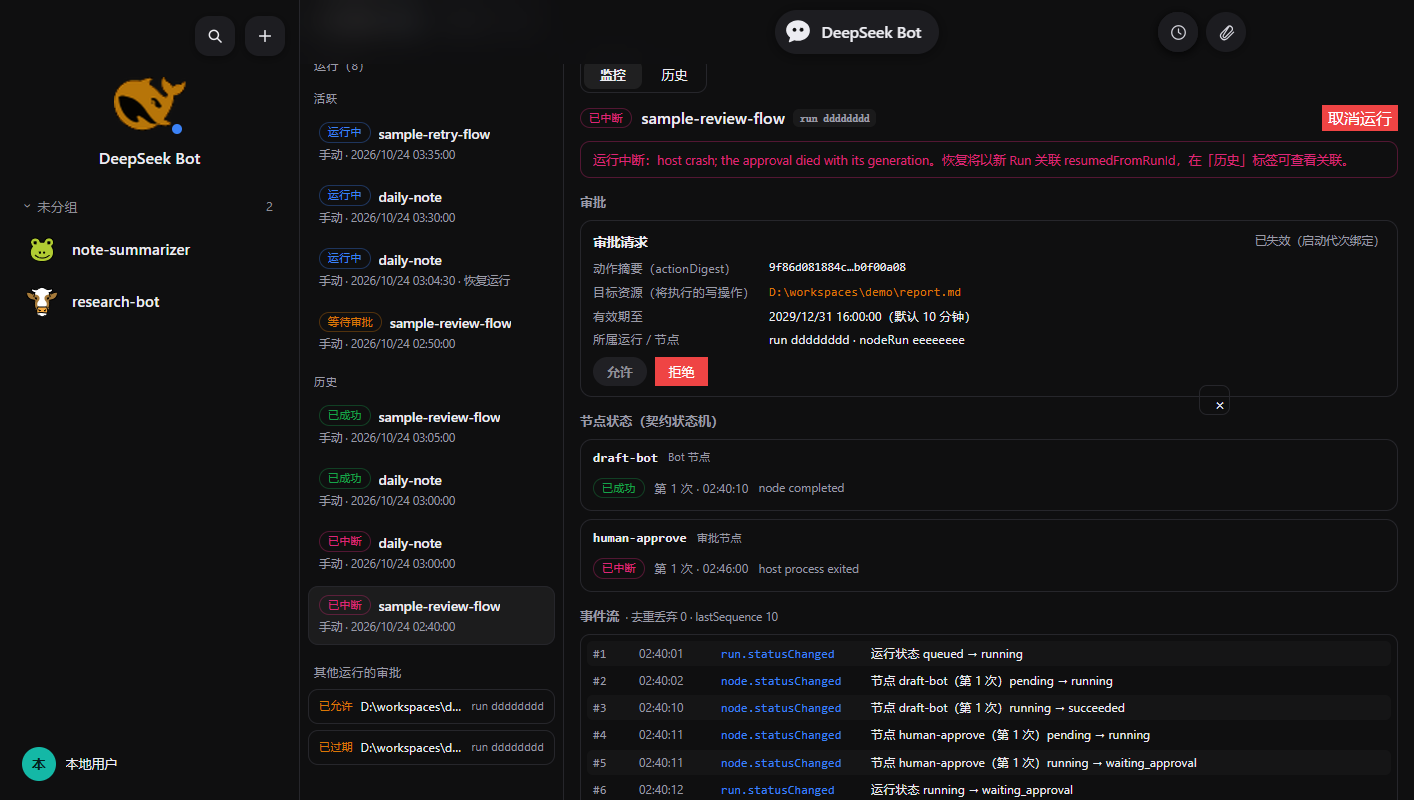 DeepSeek Bot
未分组
2
note-summarizer
research-bot
本
本地用户
DeepSeek Bot
运行（8）
活跃
运行中 sample-retry-flow
手动 · 2026/10/24 03:35:00
运行中 daily-note
手动 · 2026/10/24 03:30:00
运行中 daily-note
手动 · 2026/10/24 03:04:30 · 恢复运行
等待审批 sample-review-flow
手动 · 2026/10/24 02:50:00
历史
已成功 sample-review-flow
手动 · 2026/10/24 03:05:00
已成功 daily-note
手动 · 2026/10/24 03:00:00
已中断 daily-note
手动 · 2026/10/24 03:00:00
已中断 sample-review-flow
手动 · 2026/10/24 02:40:00
其他运行的审批
已允许 D:\workspaces\d... run dddddddd
已过期 D:\workspaces\d... run dddddddd
监控 历史
已中断 sample-review-flow run dddddddd
取消运行
运行中断：host crash; the approval died with its generation。恢复将以新 Run 关联 resumedFromRunId，在「历史」标签可查看关联。
审批
审批请求 已失效（启动代次绑定）
动作摘要（actionDigest） 9f86d081884c…b0f00a08
目标资源（将执行的写操作） D:\workspaces\demo\report.md
有效期至 2029/12/31 16:00:00（默认 10 分钟）
所属运行 / 节点 run dddddddd · nodeRun eeeeeeee
允许 拒绝
×
节点状态（契约状态机）
draft-bot Bot 节点
已成功 第 1 次 · 02:40:10 node completed
human-approve 审批节点
已中断 第 1 次 · 02:46:00 host process exited
事件流 · 去重丢弃 0 · lastSequence 10
#1 02:40:01 run.statusChanged 运行状态 queued → running
#2 02:40:02 node.statusChanged 节点 draft-bot（第 1 次）pending → running
#3 02:40:10 node.statusChanged 节点 draft-bot（第 1 次）running → succeeded
#4 02:40:11 node.statusChanged 节点 human-approve（第 1 次）pending → running
#5 02:40:11 node.statusChanged 节点 human-approve（第 1 次）running → waiting_approval
#6 02:40:12 run.statusChanged 运行状态 running → waiting_approval